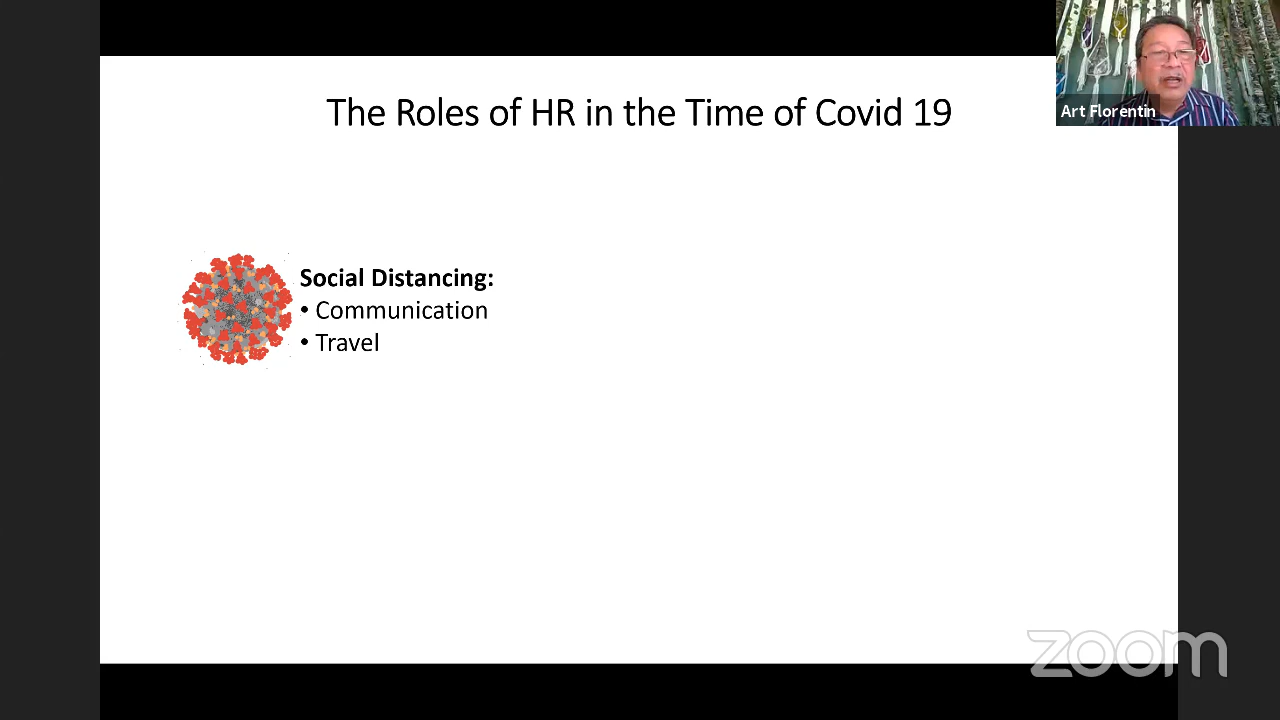 The Roles of HR in the Time of Covid 19
Art Florentin
Social Distancing:
• Communication
• Travel
zoom